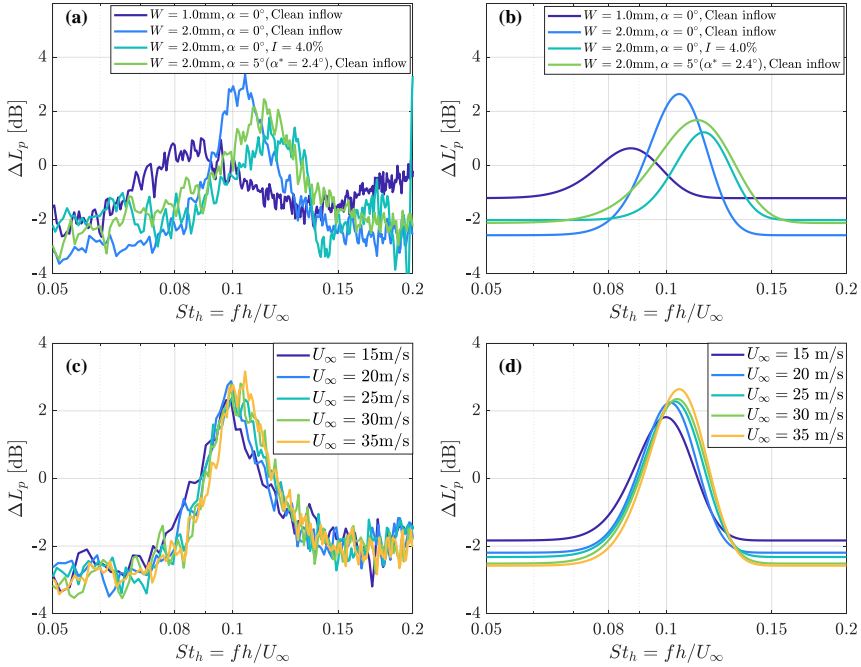 (a)
W = 1.0mm, α = 0°, Clean inflow
W = 2.0mm, α = 0°, Clean inflow
W = 2.0mm, α = 0°, I = 4.0%
W = 2.0mm, α = 5°(α* = 2.4°), Clean inflow
4
2
0
-2
-4
ΔL_p [dB]
0.05
0.08
0.1
0.15
0.2
St_h = fh/U_∞
(b)
W = 1.0mm, α = 0°, Clean inflow
W = 2.0mm, α = 0°, Clean inflow
W = 2.0mm, α = 0°, I = 4.0%
W = 2.0mm, α = 5°(α* = 2.4°), Clean inflow
4
2
0
-2
-4
ΔL′_p [dB]
0.05
0.08
0.1
0.15
0.2
St_h = fh/U_∞
(c)
U_∞ = 15m/s
U_∞ = 20m/s
U_∞ = 25m/s
U_∞ = 30m/s
U_∞ = 35m/s
4
2
0
-2
-4
ΔL_p [dB]
0.05
0.08
0.1
0.15
0.2
St_h = fh/U_∞
(d)
U_∞ = 15 m/s
U_∞ = 20 m/s
U_∞ = 25 m/s
U_∞ = 30 m/s
U_∞ = 35 m/s
4
2
0
-2
-4
ΔL′_p [dB]
0.05
0.08
0.1
0.15
0.2
St_h = fh/U_∞